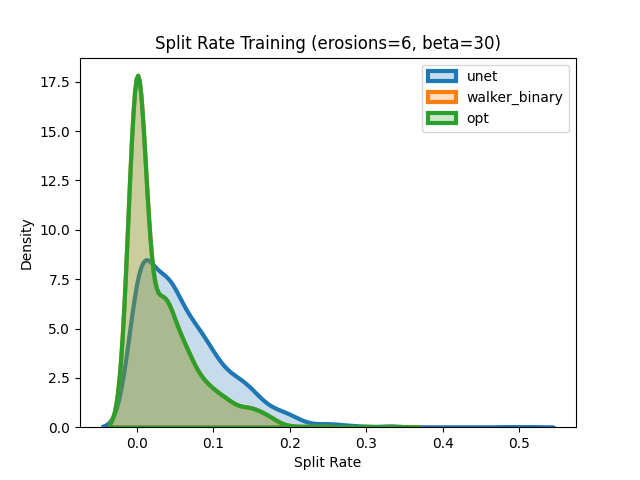 Split Rate Training (erosions=6, beta=30)
unet
walker_binary
opt
Density
17.5
15.0
12.5
10.0
7.5
5.0
2.5
0.0
0.0 0.1 0.2 0.3 0.4 0.5
Split Rate